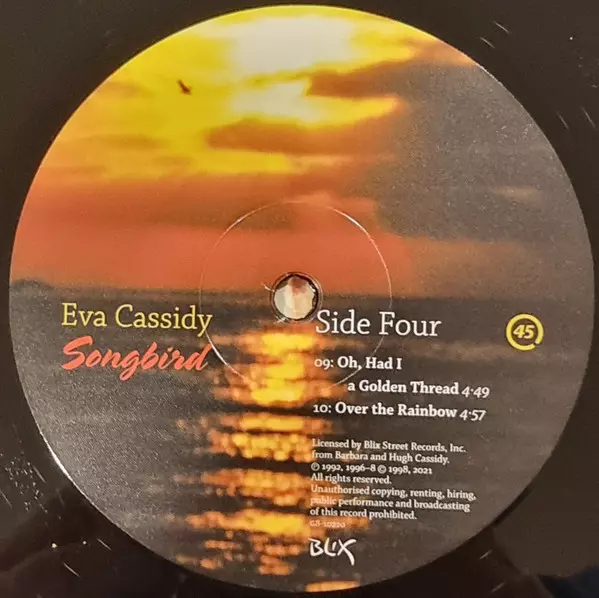 Eva Cassidy
Songbird
Side Four
45
09: Oh, Had I
a Golden Thread 4·49
10: Over the Rainbow 4·57
Licensed by Blix Street Records, Inc.
from Barbara and Hugh Cassidy.
℗ 1992, 1996–8 © 1998, 2021
All rights reserved.
Unauthorised copying, renting, hiring,
public performance and broadcasting
of this record prohibited.
BLIX